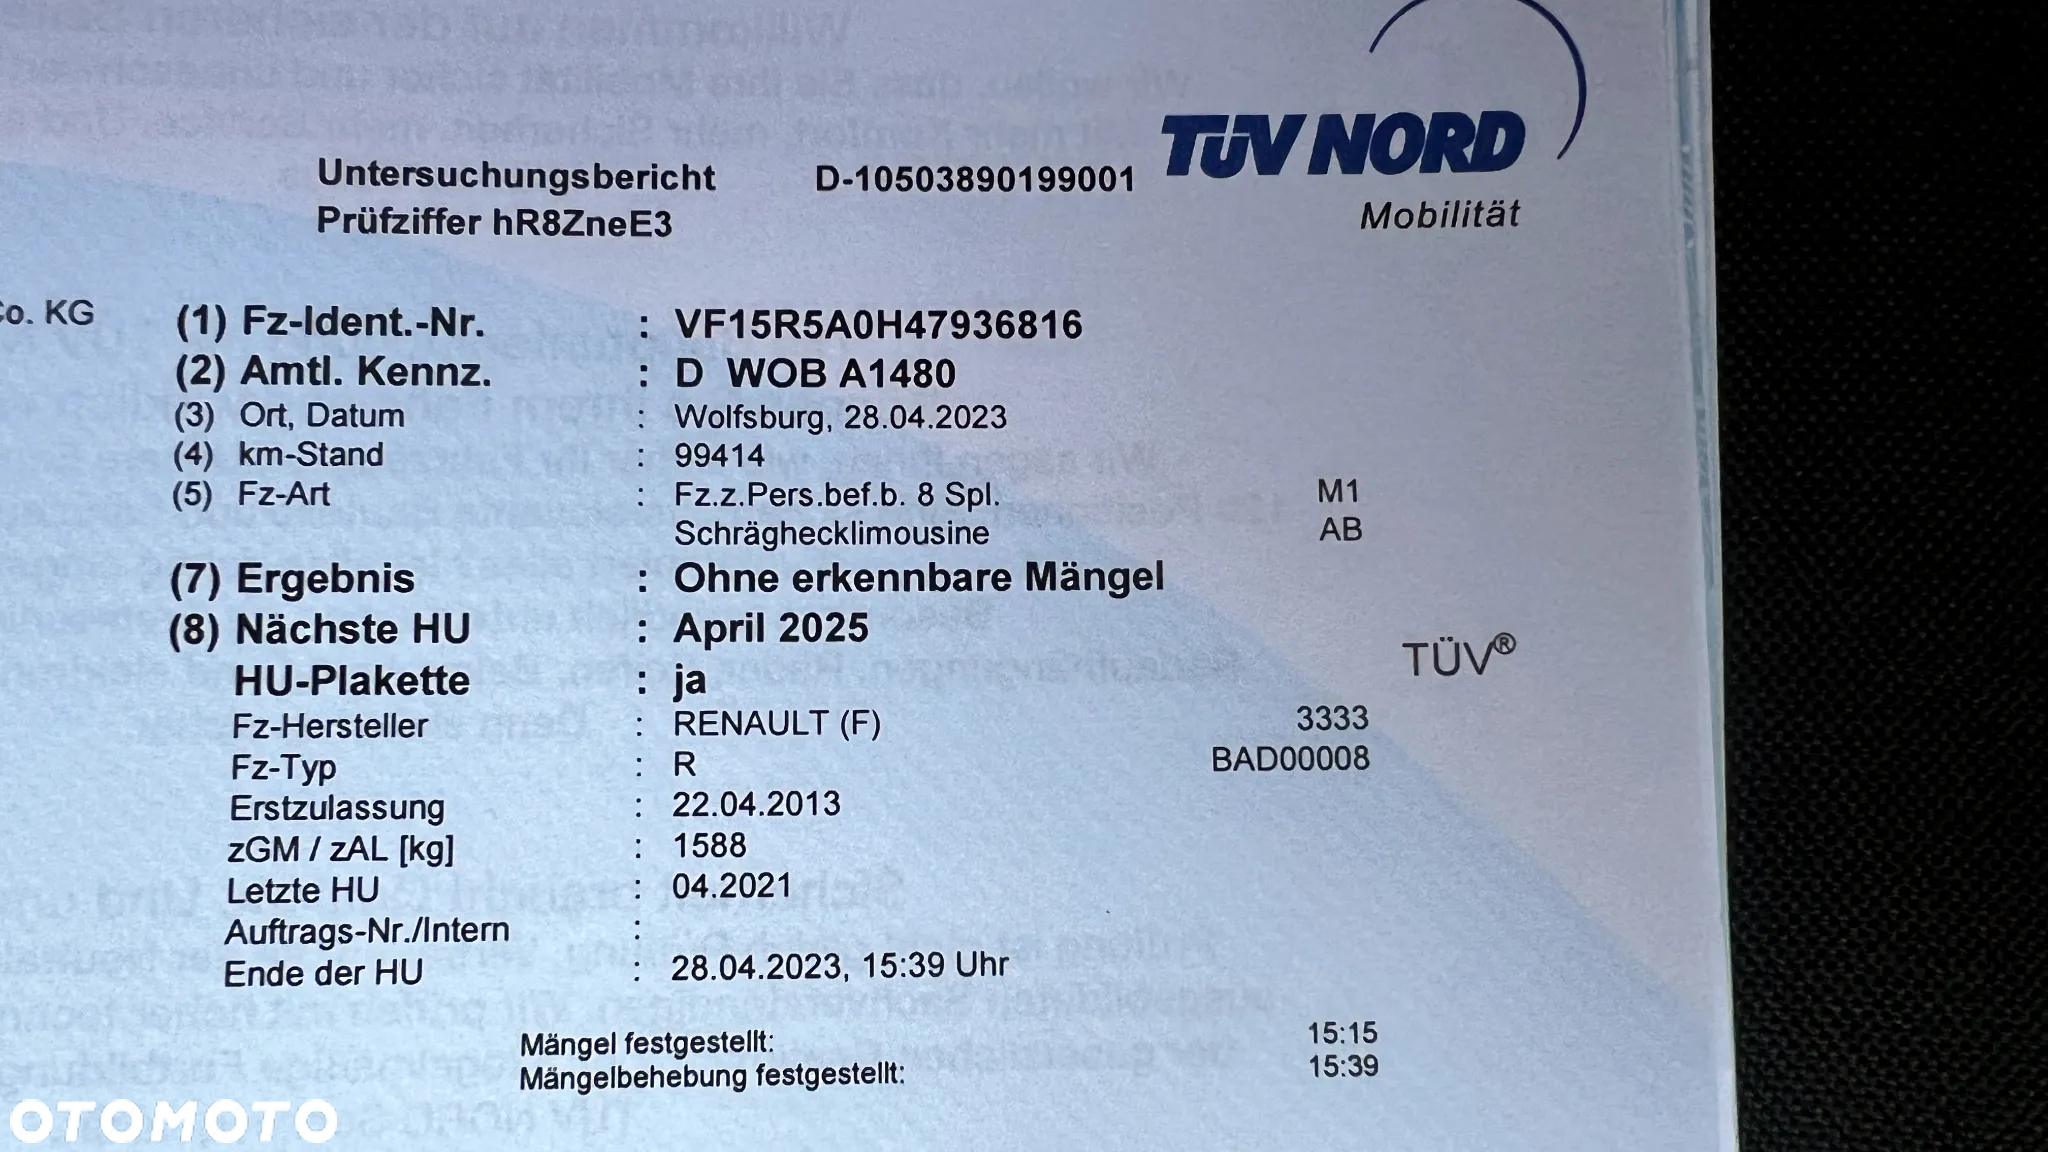 TÜV NORD
Mobilität
Untersuchungsbericht D-10503890199001
Prüfziffer hR8ZneE3
Co. KG
(1) Fz-Ident.-Nr. : VF15R5A0H47936816
(2) Amtl. Kennz. : D WOB A1480
(3) Ort, Datum : Wolfsburg, 28.04.2023
(4) km-Stand : 99414
(5) Fz-Art : Fz.z.Pers.bef.b. 8 Spl. M1
Schräghecklimousine AB
(7) Ergebnis : Ohne erkennbare Mängel
(8) Nächste HU : April 2025
TÜV®
HU-Plakette : ja
Fz-Hersteller : RENAULT (F) 3333
Fz-Typ : R BAD00008
Erstzulassung : 22.04.2013
zGM / zAL [kg] : 1588
Letzte HU : 04.2021
Auftrags-Nr./Intern :
Ende der HU : 28.04.2023, 15:39 Uhr
Mängel festgestellt: 15:15
Mängelbehebung festgestellt: 15:39
OTOMOTO